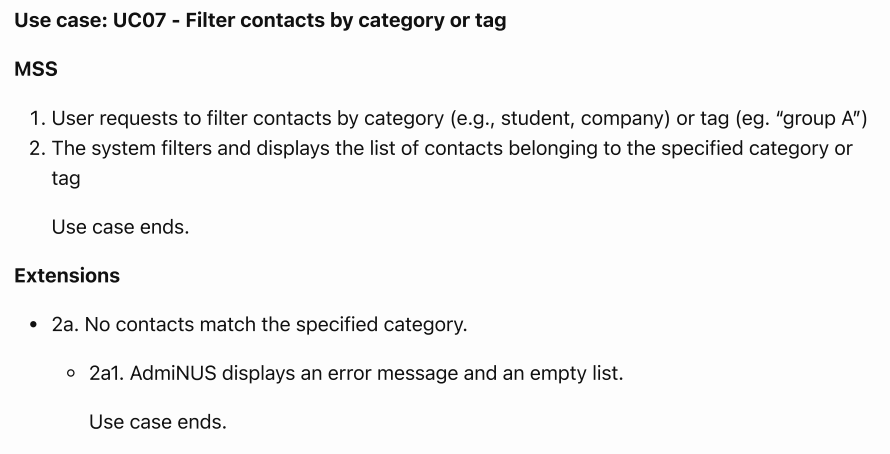 Use case: UC07 - Filter contacts by category or tag
MSS
1. User requests to filter contacts by category (e.g., student, company) or tag (eg. “group A”)
2. The system filters and displays the list of contacts belonging to the specified category or
tag
Use case ends.
Extensions
• 2a. No contacts match the specified category.
◦ 2a1. AdmiNUS displays an error message and an empty list.
Use case ends.